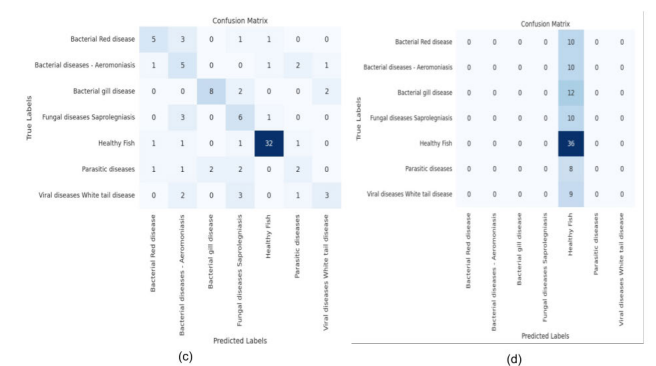 Confusion Matrix
Bacterial Red disease 5 3 0 1 1 0 0
Bacterial diseases - Aeromoniasis 1 5 0 0 1 2 1
Bacterial gill disease 0 0 8 2 0 0 2
Fungal diseases Saprolegniasis 0 3 0 6 1 0 0
Healthy Fish 1 1 0 1 32 1 0
Parasitic diseases 1 1 2 2 0 2 0
Viral diseases White tail disease 0 2 0 3 0 1 3
True Labels
Bacterial Red disease
Bacterial diseases - Aeromoniasis
Bacterial gill disease
Fungal diseases Saprolegniasis
Healthy Fish
Parasitic diseases
Viral diseases White tail disease
Predicted Labels
(c)
Confusion Matrix
Bacterial Red disease 0 0 0 0 10 0 0
Bacterial diseases - Aeromoniasis 0 0 0 0 10 0 0
Bacterial gill disease 0 0 0 0 12 0 0
Fungal diseases Saprolegniasis 0 0 0 0 10 0 0
Healthy Fish 0 0 0 0 36 0 0
Parasitic diseases 0 0 0 0 8 0 0
Viral diseases White tail disease 0 0 0 0 9 0 0
True Labels
Bacterial Red disease
Bacterial diseases - Aeromoniasis
Bacterial gill disease
Fungal diseases Saprolegniasis
Healthy Fish
Parasitic diseases
Viral diseases White tail disease
Predicted Labels
(d)